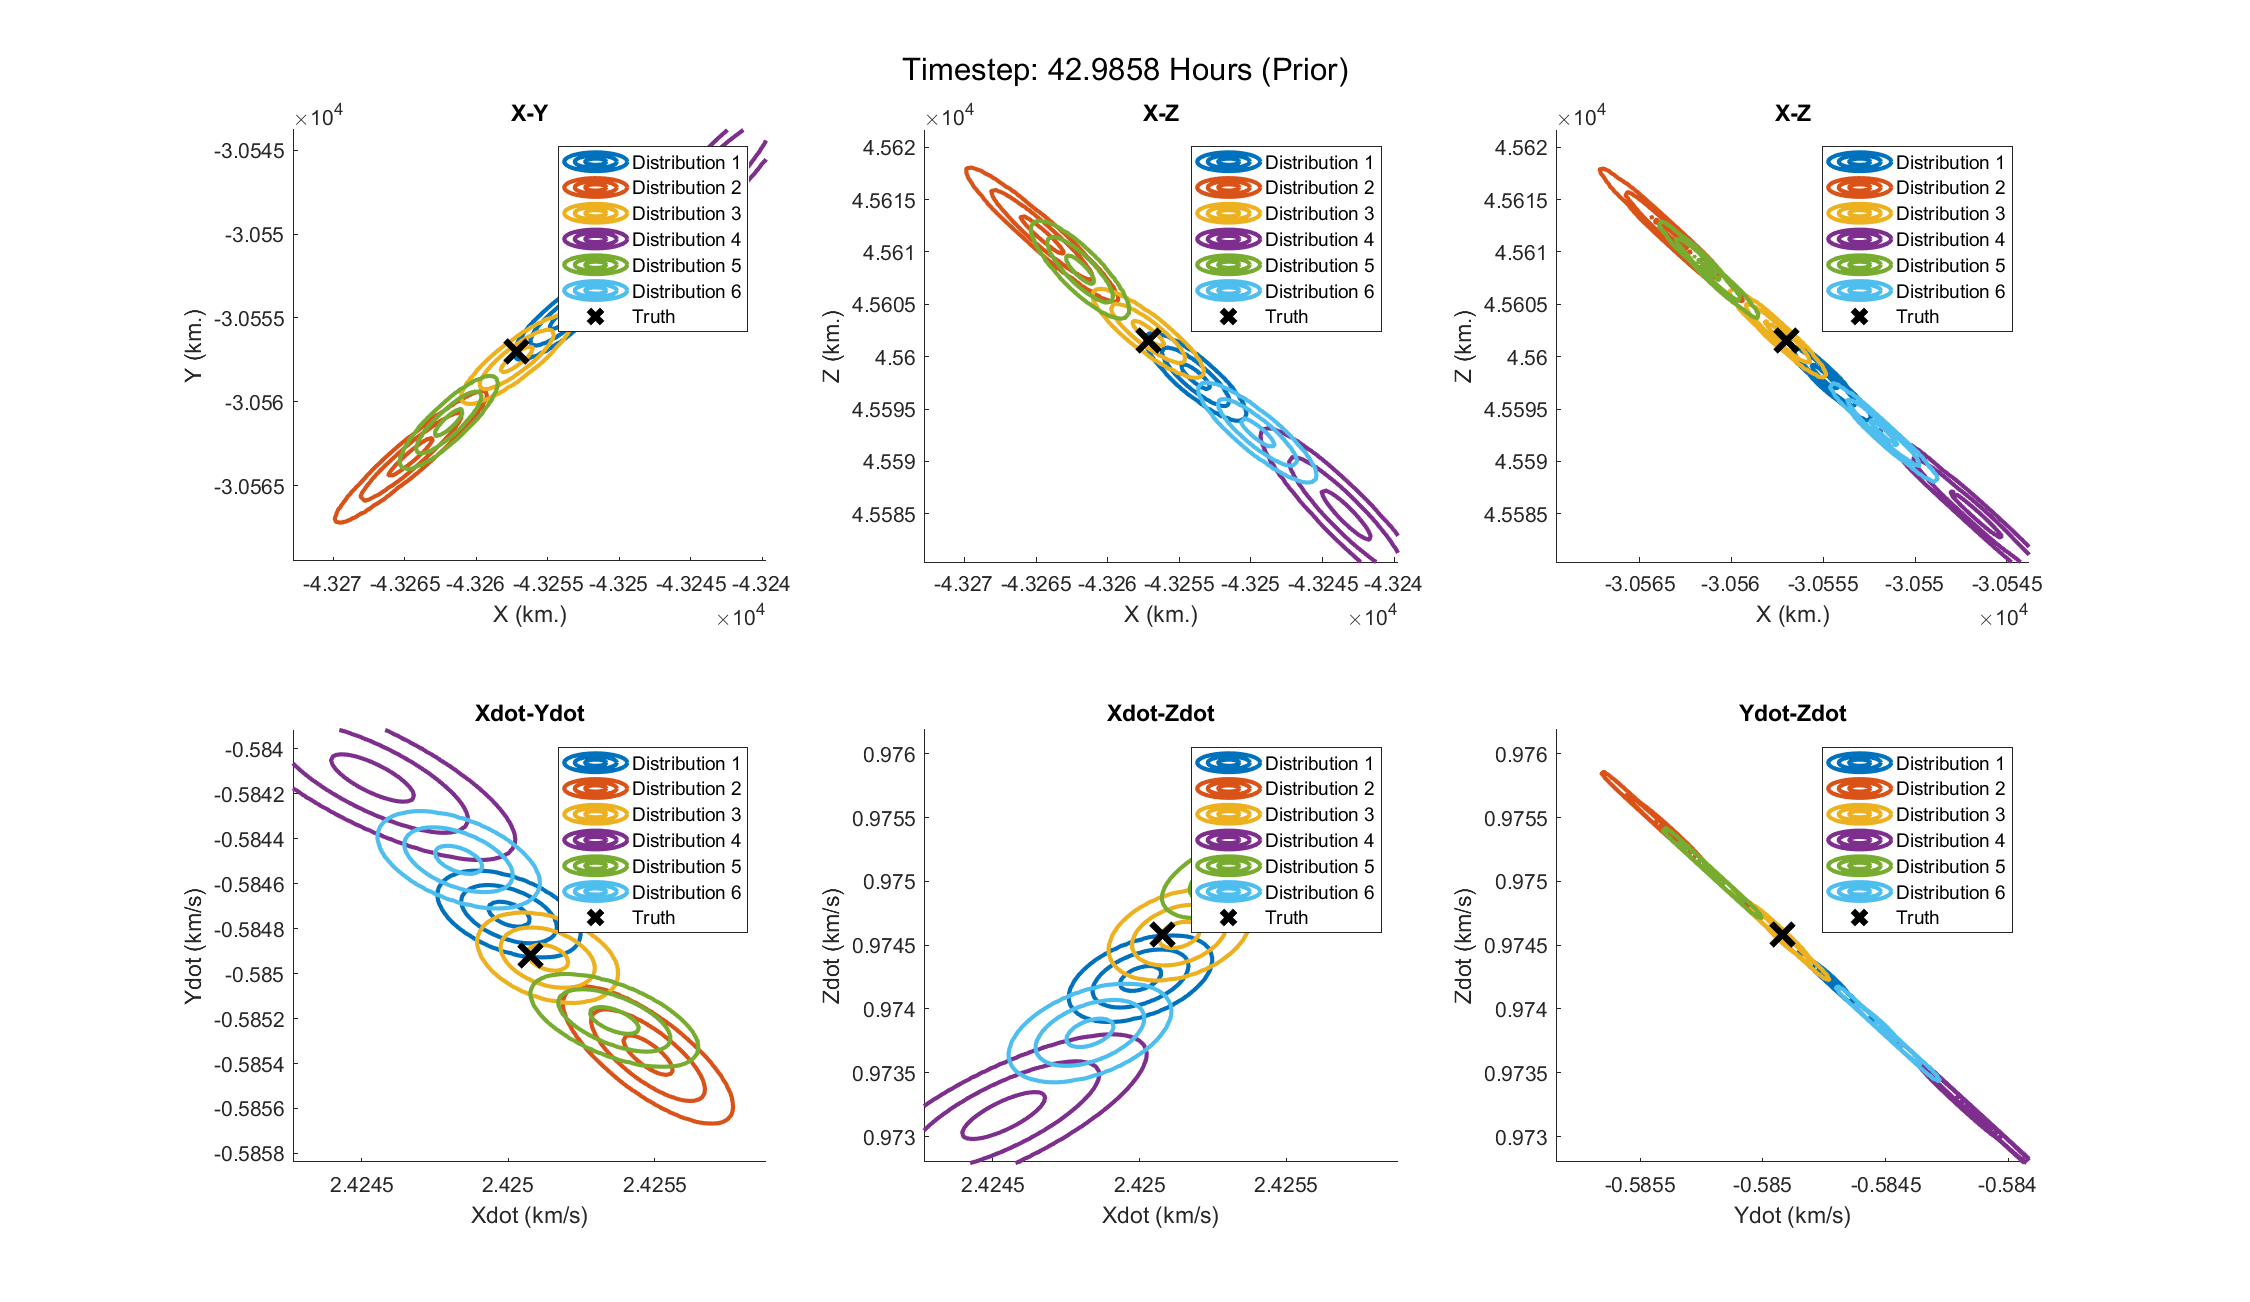 Timestep: 42.9858 Hours (Prior)
X-Y
×10⁴
-3.0545
-3.055
-3.0555
-3.056
-3.0565
Y (km.)
-4.327 -4.3265 -4.326 -4.3255 -4.325 -4.3245 -4.324
X (km.)
×10⁴
Distribution 1
Distribution 2
Distribution 3
Distribution 4
Distribution 5
Distribution 6
Truth
X-Z
×10⁴
4.562
4.5615
4.561
4.5605
4.56
4.5595
4.559
4.5585
Z (km.)
-4.327 -4.3265 -4.326 -4.3255 -4.325 -4.3245 -4.324
X (km.)
×10⁴
Distribution 1
Distribution 2
Distribution 3
Distribution 4
Distribution 5
Distribution 6
Truth
X-Z
×10⁴
4.562
4.5615
4.561
4.5605
4.56
4.5595
4.559
4.5585
Z (km.)
-3.0565 -3.056 -3.0555 -3.055 -3.0545
X (km.)
×10⁴
Distribution 1
Distribution 2
Distribution 3
Distribution 4
Distribution 5
Distribution 6
Truth
Xdot-Ydot
-0.584
-0.5842
-0.5844
-0.5846
-0.5848
-0.585
-0.5852
-0.5854
-0.5856
-0.5858
Ydot (km/s)
2.4245 2.425 2.4255
Xdot (km/s)
Distribution 1
Distribution 2
Distribution 3
Distribution 4
Distribution 5
Distribution 6
Truth
Xdot-Zdot
0.976
0.9755
0.975
0.9745
0.974
0.9735
0.973
Zdot (km/s)
2.4245 2.425 2.4255
Xdot (km/s)
Distribution 1
Distribution 2
Distribution 3
Distribution 4
Distribution 5
Distribution 6
Truth
Ydot-Zdot
0.976
0.9755
0.975
0.9745
0.974
0.9735
0.973
Zdot (km/s)
-0.5855 -0.585 -0.5845 -0.584
Ydot (km/s)
Distribution 1
Distribution 2
Distribution 3
Distribution 4
Distribution 5
Distribution 6
Truth